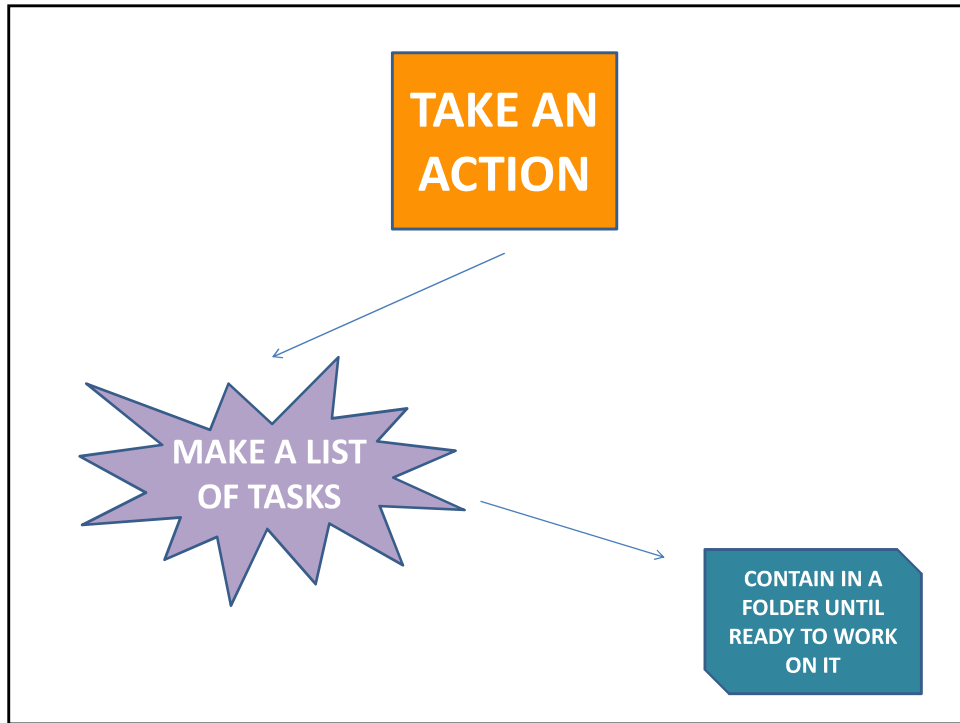 TAKE AN
ACTION
MAKE A LIST
OF TASKS
CONTAIN IN A
FOLDER UNTIL
READY TO WORK
ON IT